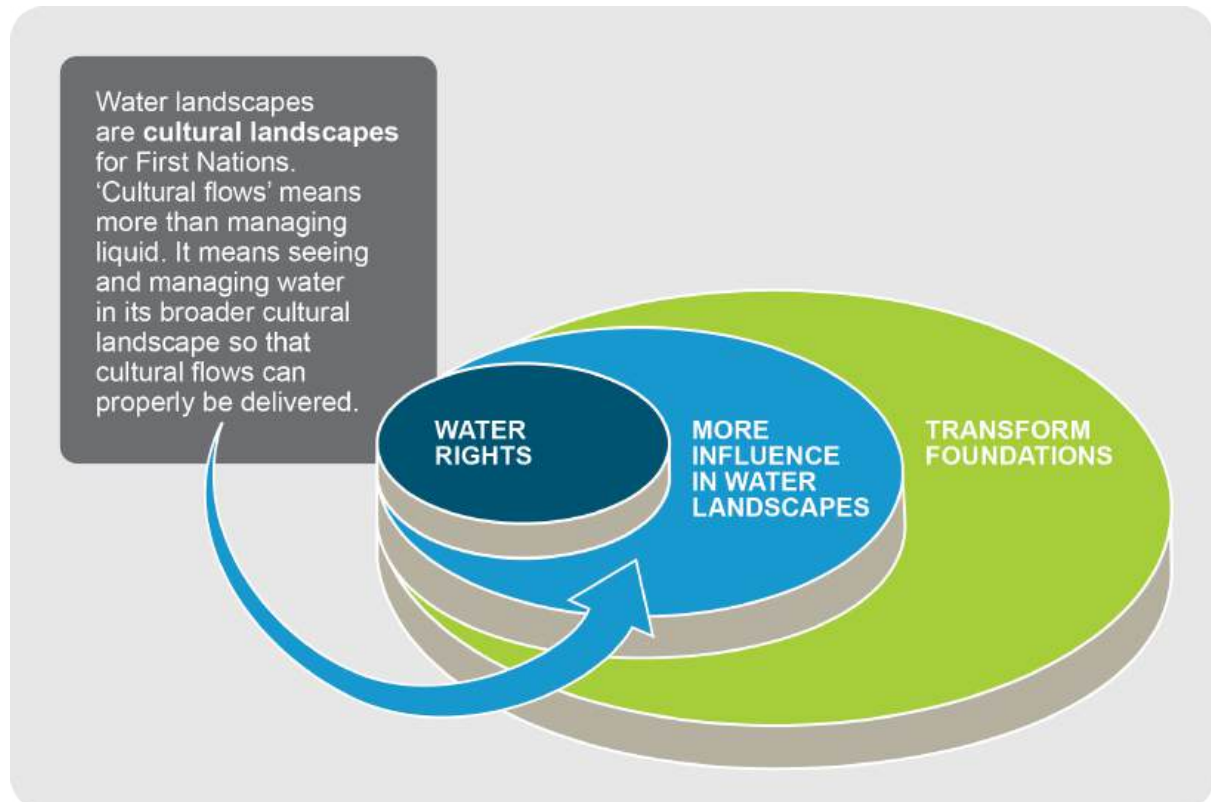 Water landscapes
are cultural landscapes
for First Nations.
‘Cultural flows’ means
more than managing
liquid. It means seeing
and managing water
in its broader cultural
landscape so that
cultural flows can
properly be delivered.
WATER
RIGHTS
MORE
INFLUENCE
IN WATER
LANDSCAPES
TRANSFORM
FOUNDATIONS